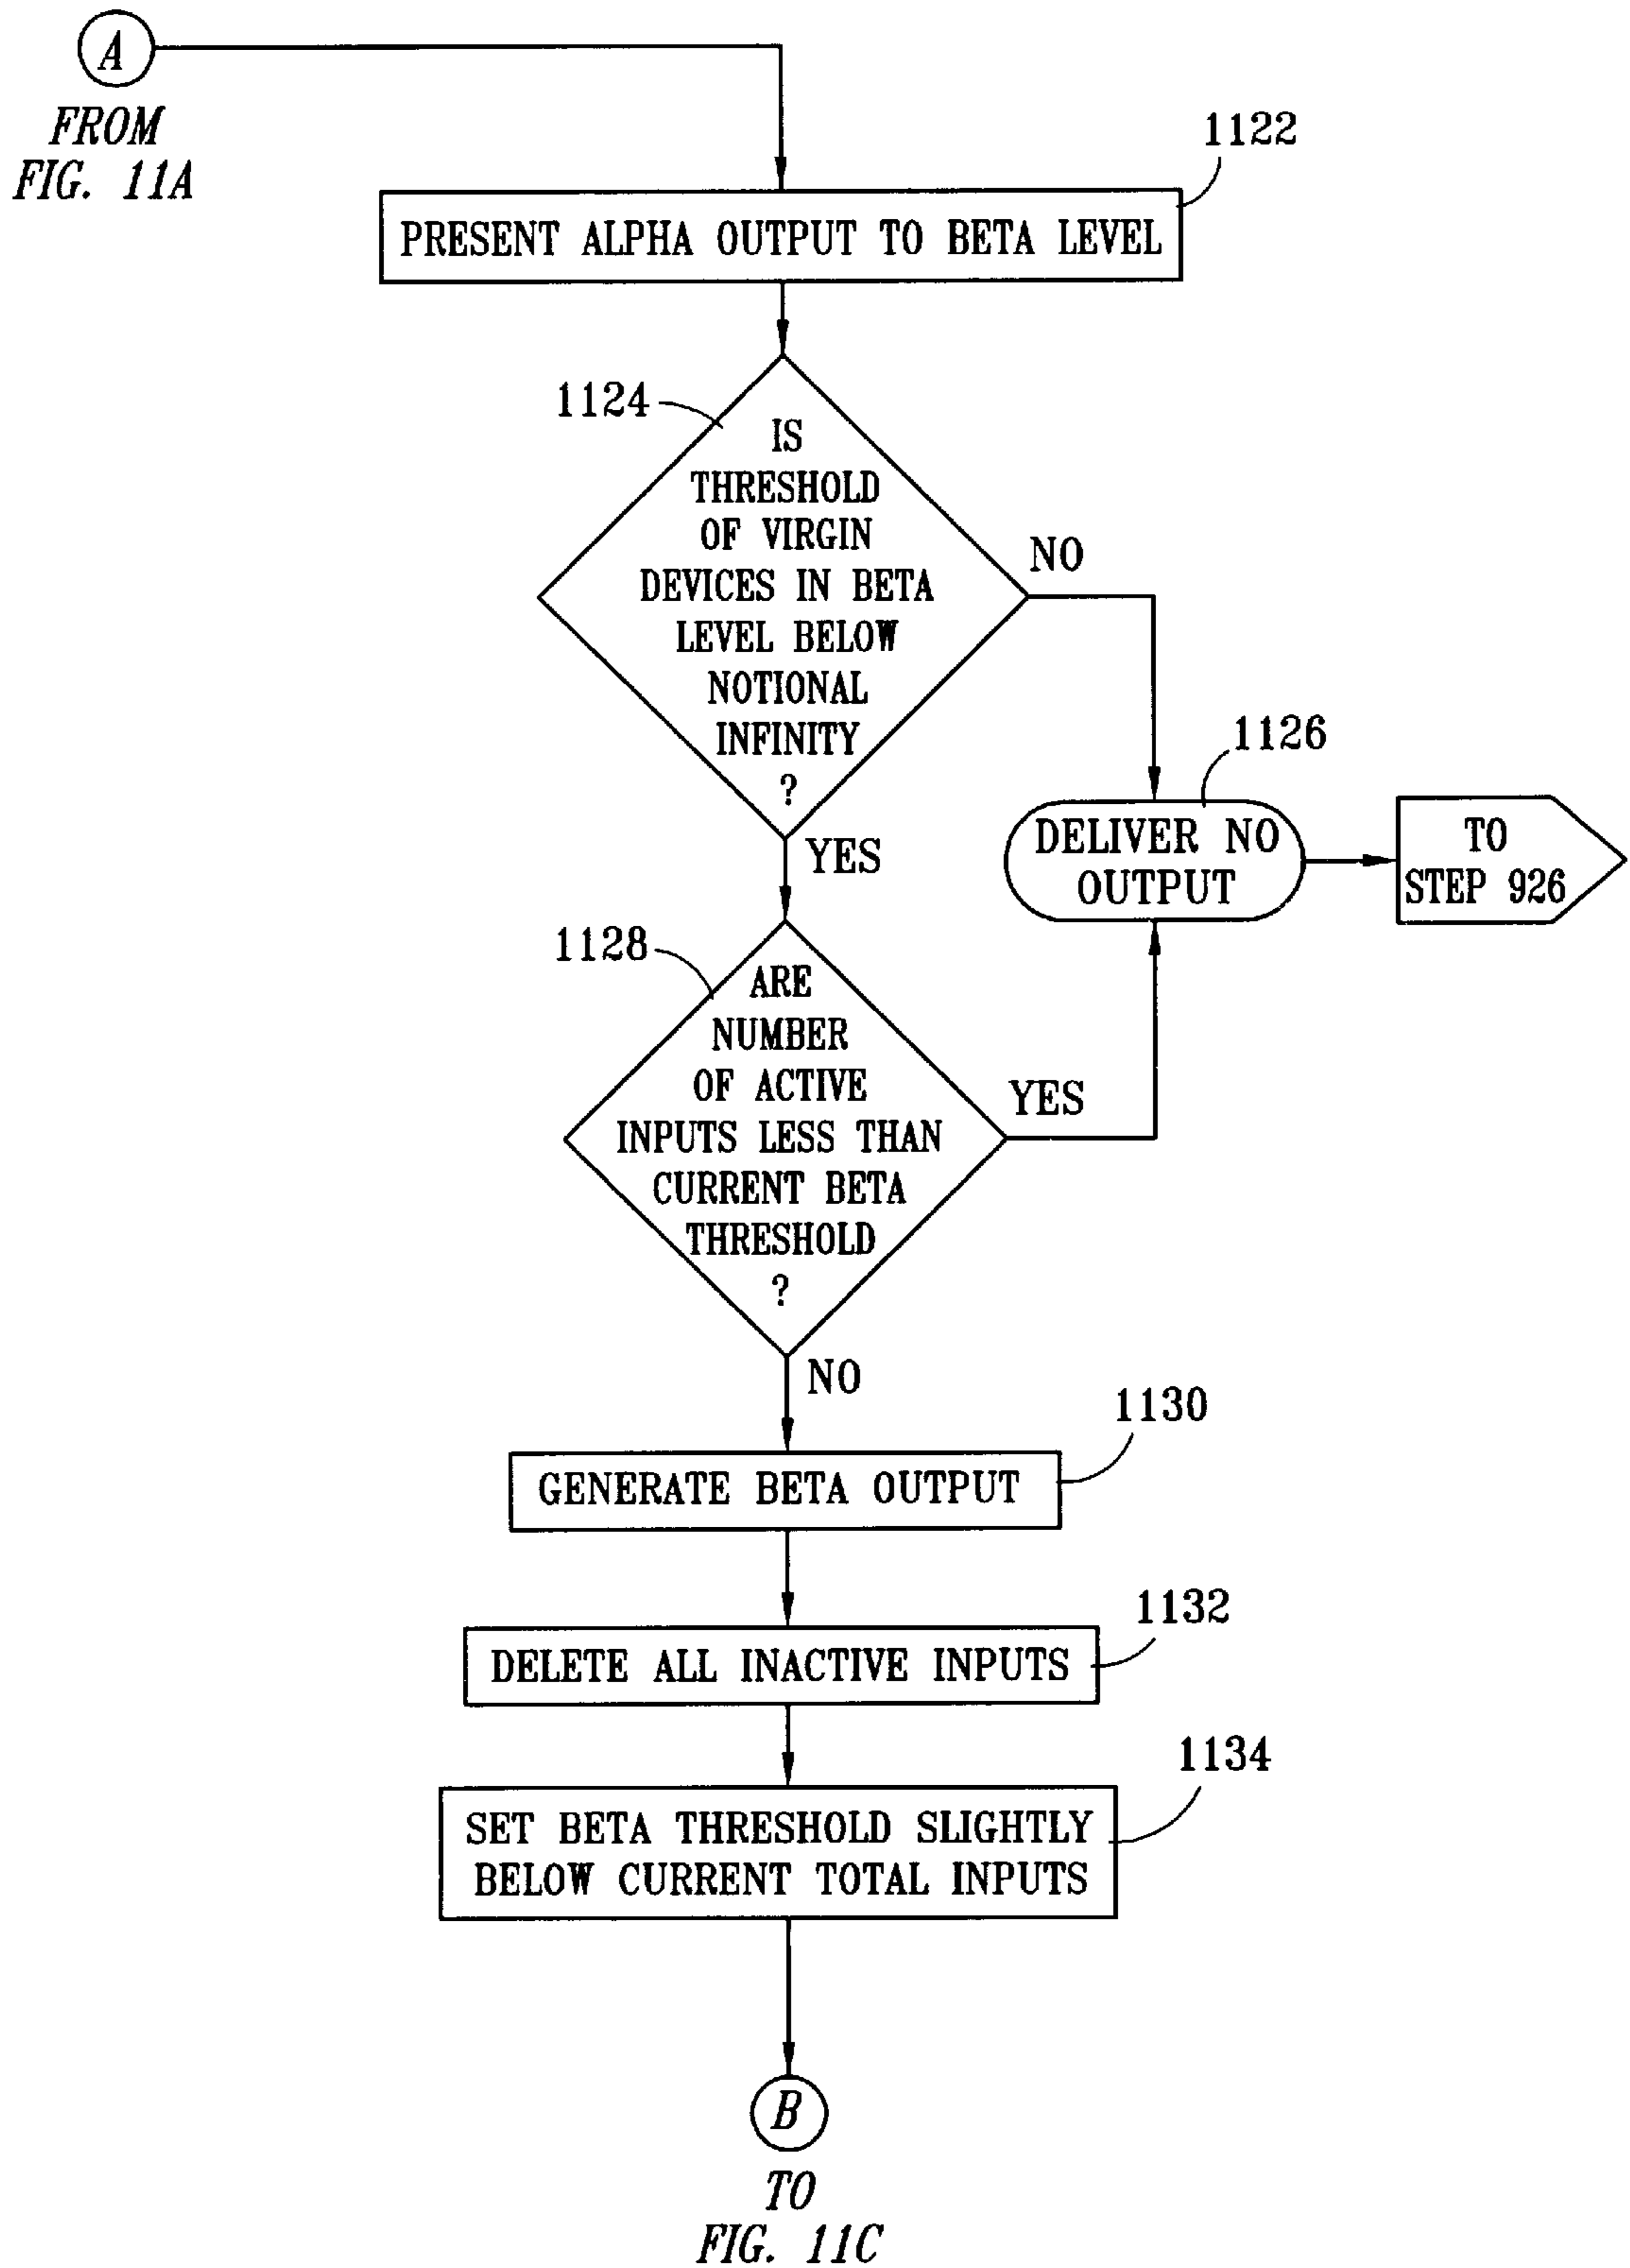 A
FROM
FIG. 11A
1122
PRESENT ALPHA OUTPUT TO BETA LEVEL
1124
IS
THRESHOLD
OF VIRGIN
DEVICES IN BETA
LEVEL BELOW
NOTIONAL
INFINITY
?
NO
YES
1126
DELIVER NO
OUTPUT
TO
STEP 926
1128
ARE
NUMBER
OF ACTIVE
INPUTS LESS THAN
CURRENT BETA
THRESHOLD
?
YES
NO
1130
GENERATE BETA OUTPUT
1132
DELETE ALL INACTIVE INPUTS
1134
SET BETA THRESHOLD SLIGHTLY
BELOW CURRENT TOTAL INPUTS
B
TO
FIG. 11C